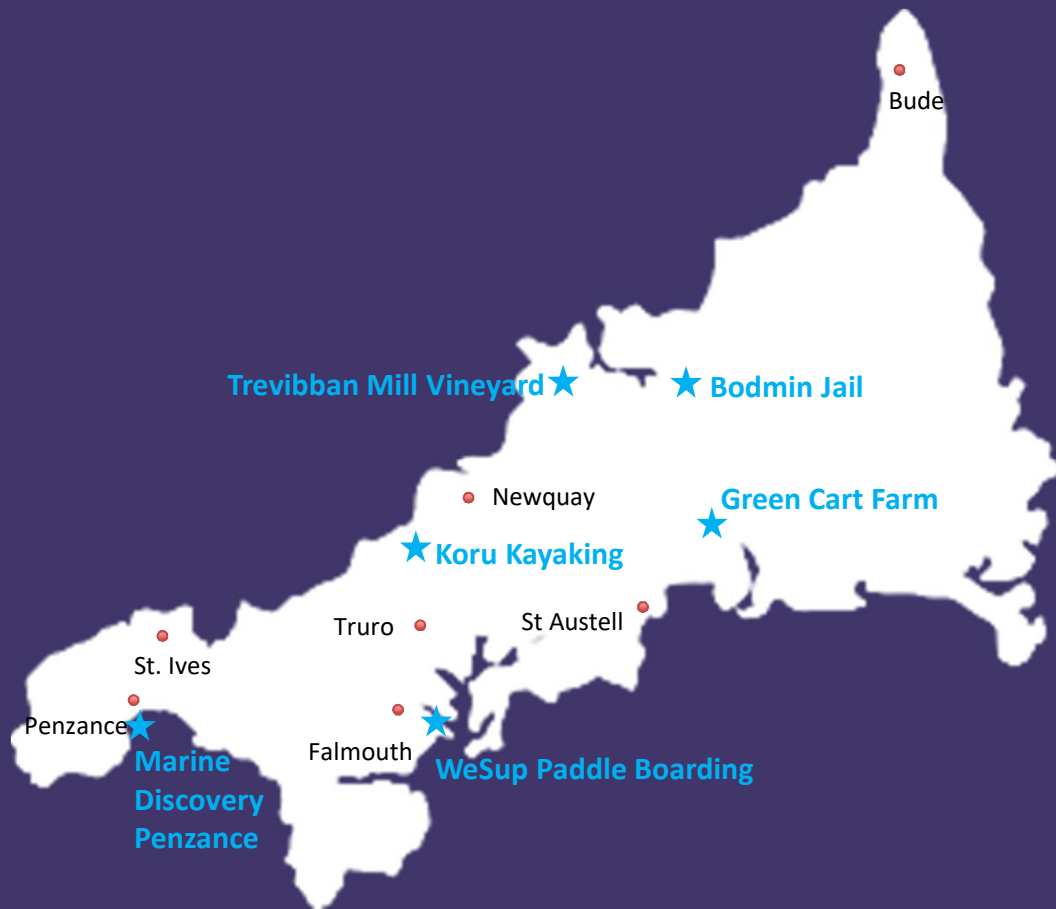 Bude
Trevibban Mill Vineyard
Bodmin Jail
Newquay
Green Cart Farm
Koru Kayaking
Truro
St Austell
St. Ives
Penzance
Falmouth
Marine
Discovery
Penzance
WeSup Paddle Boarding